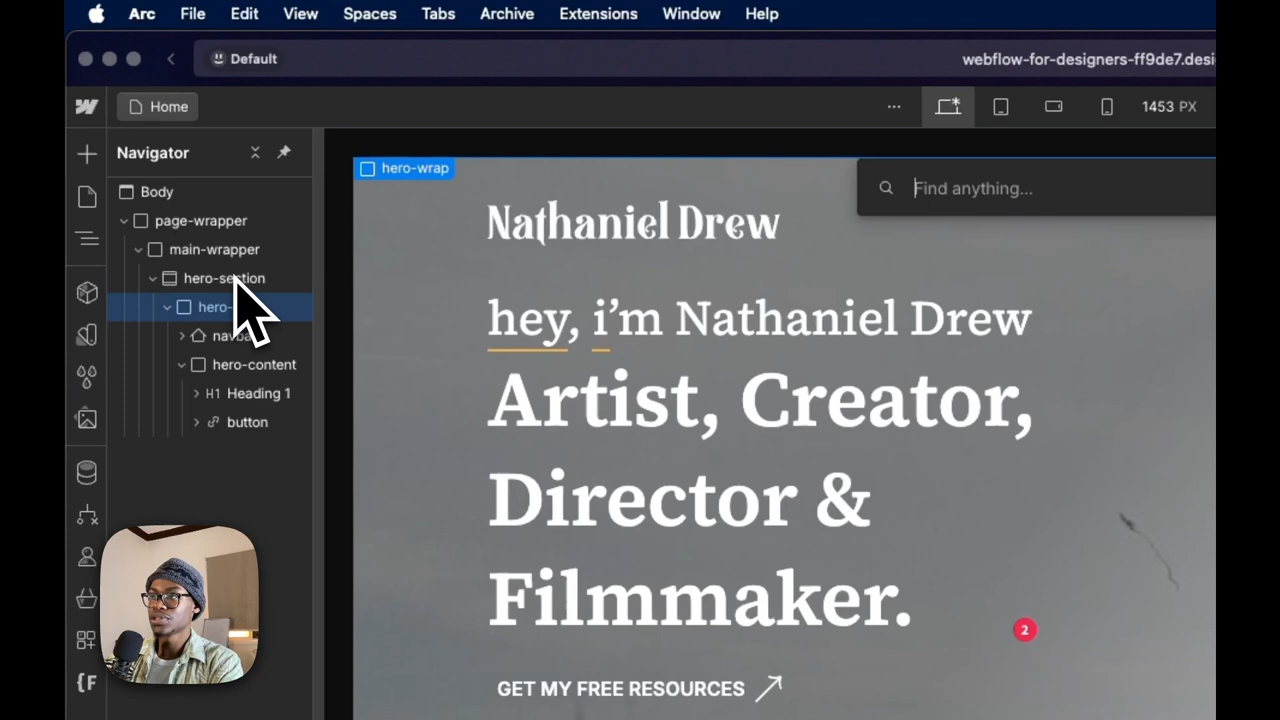 Arc File Edit View Spaces Tabs Archive Extensions Window Help
Default
webflow-for-designers-ff9de7.desi
Home
1453 PX
Navigator
Body
page-wrapper
main-wrapper
hero-section
hero-
hero-content
H1 Heading 1
button
hero-wrap
Find anything...
Nathaniel Drew
hey, i’m Nathaniel Drew
Artist, Creator,
Director &
Filmmaker.
2
GET MY FREE RESOURCES
{F